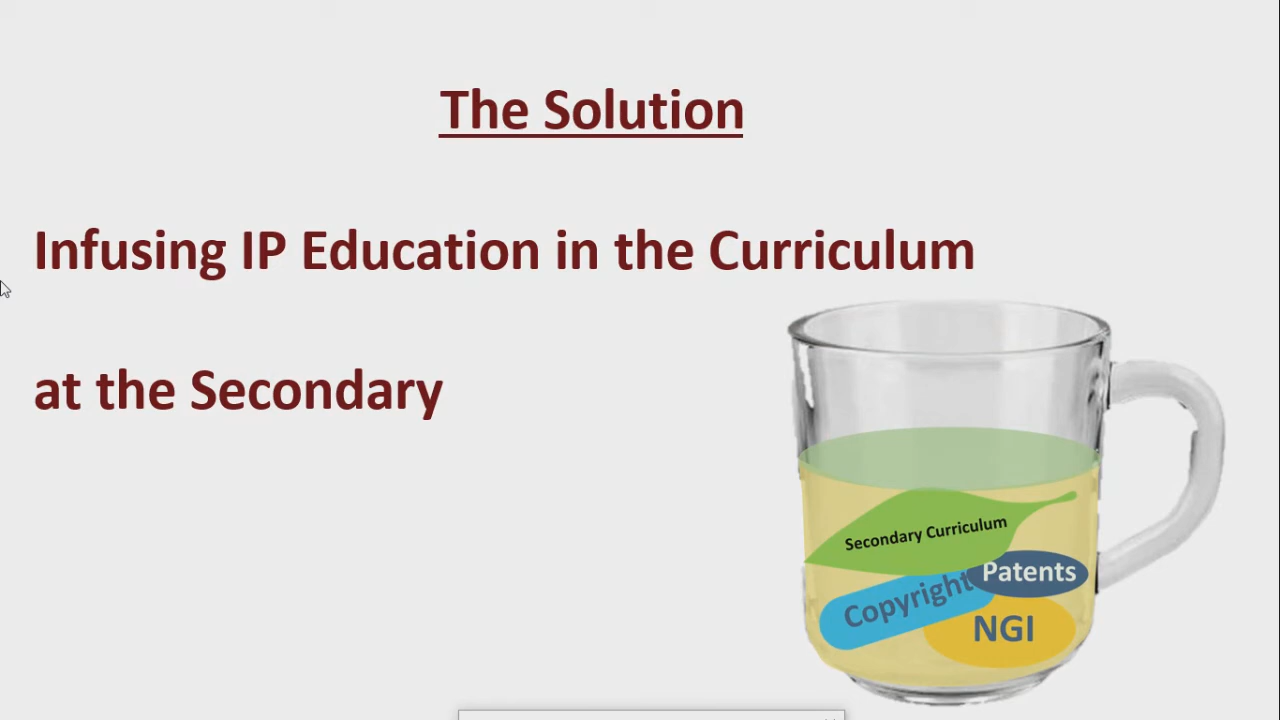 The Solution
Infusing IP Education in the Curriculum
at the Secondary
Secondary Curriculum
Patents
Copyright
NGI